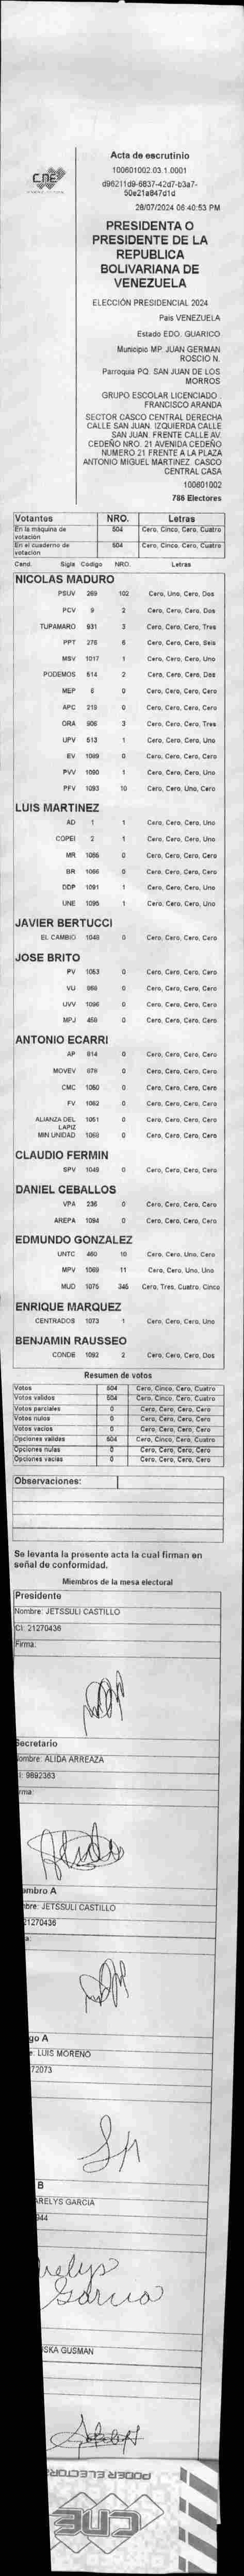 CNE
Acta de escrutinio
100601002.03.1.0001
d96211d9-6837-42d7-b3a7-
50e21a847d1d
28/07/2024 06:40:53 PM
PRESIDENTA O
PRESIDENTE DE LA
REPUBLICA
BOLIVARIANA DE
VENEZUELA
ELECCIÓN PRESIDENCIAL 2024
País VENEZUELA
Estado EDO. GUARICO
Municipio MP. JUAN GERMAN
ROSCIO N.
Parroquia PQ. SAN JUAN DE LOS
MORROS
GRUPO ESCOLAR LICENCIADO
FRANCISCO ARANDA
SECTOR CASCO CENTRAL DERECHA
CALLE SAN JUAN. IZQUIERDA CALLE
SAN JUAN. FRENTE CALLE AV.
CEDEÑO NRO. 21 AVENIDA CEDEÑO
NUMERO 21 FRENTE A LA PLAZA
ANTONIO MIGUEL MARTINEZ. CASCO
CENTRAL CASA
100601002
786 Electores
Votantes NRO. Letras
En la máquina de votación 504 Cero, Cinco, Cero, Cuatro
En el cuaderno de votación 504 Cero, Cinco, Cero, Cuatro
Cand. Sigla Codigo NRO. Letras
NICOLAS MADURO
PSUV 269 102 Cero, Uno, Cero, Dos
PCV 9 2 Cero, Cero, Cero, Dos
TUPAMARO 931 3 Cero, Cero, Cero, Tres
PPT 276 6 Cero, Cero, Cero, Seis
MSV 1017 1 Cero, Cero, Cero, Uno
PODEMOS 514 2 Cero, Cero, Cero, Dos
MEP 6 0 Cero, Cero, Cero, Cero
APC 219 0 Cero, Cero, Cero, Cero
ORA 906 3 Cero, Cero, Cero, Tres
UPV 513 1 Cero, Cero, Cero, Uno
EV 1089 0 Cero, Cero, Cero, Cero
PVV 1090 1 Cero, Cero, Cero, Uno
PFV 1093 10 Cero, Cero, Uno, Cero
LUIS MARTINEZ
AD 1 1 Cero, Cero, Cero, Uno
COPEI 2 1 Cero, Cero, Cero, Uno
MR 1065 0 Cero, Cero, Cero, Cero
BR 1066 0 Cero, Cero, Cero, Cero
DDP 1091 1 Cero, Cero, Cero, Uno
UNE 1095 1 Cero, Cero, Cero, Uno
JAVIER BERTUCCI
EL CAMBIO 1048 0 Cero, Cero, Cero, Cero
JOSE BRITO
PV 1053 0 Cero, Cero, Cero, Cero
VU 968 0 Cero, Cero, Cero, Cero
UVV 1096 0 Cero, Cero, Cero, Cero
MPJ 458 0 Cero, Cero, Cero, Cero
ANTONIO ECARRI
AP 814 0 Cero, Cero, Cero, Cero
MOVEV 679 0 Cero, Cero, Cero, Cero
CMC 1060 0 Cero, Cero, Cero, Cero
FV 1062 0 Cero, Cero, Cero, Cero
ALIANZA DEL LAPIZ 1051 0 Cero, Cero, Cero, Cero
MIN UNIDAD 1068 0 Cero, Cero, Cero, Cero
CLAUDIO FERMIN
SPV 1049 0 Cero, Cero, Cero, Cero
DANIEL CEBALLOS
VPA 236 0 Cero, Cero, Cero, Cero
AREPA 1094 0 Cero, Cero, Cero, Cero
EDMUNDO GONZALEZ
UNTC 460 10 Cero, Cero, Uno, Cero
MPV 1069 11 Cero, Cero, Uno, Uno
MUD 1075 345 Cero, Tres, Cuatro, Cinco
ENRIQUE MARQUEZ
CENTRADOS 1073 1 Cero, Cero, Cero, Uno
BENJAMIN RAUSSEO
CONDE 1092 2 Cero, Cero, Cero, Dos
Resumen de votos
Votos 504 Cero, Cinco, Cero, Cuatro
Votos validos 504 Cero, Cinco, Cero, Cuatro
Votos parciales 0 Cero, Cero, Cero, Cero
Votos nulos 0 Cero, Cero, Cero, Cero
Votos vacios 0 Cero, Cero, Cero, Cero
Opciones validas 504 Cero, Cinco, Cero, Cuatro
Opciones nulas 0 Cero, Cero, Cero, Cero
Opciones vacias 0 Cero, Cero, Cero, Cero
Observaciones:
Se levanta la presente acta la cual firman en
señal de conformidad.
Miembros de la mesa electoral
Presidente
Nombre: JETSSULI CASTILLO
CI: 21270436
Firma:
Secretario
ombre: ALIDA ARREAZA
I: 9892363
rma:
embro A
bre: JETSSULI CASTILLO
21270436
a:
go A
e: LUIS MORENO
72073
B
ARELYS GARCIA
944
relys
Garcia
ISKA GUSMAN
PODER ELECTORAL
CNE